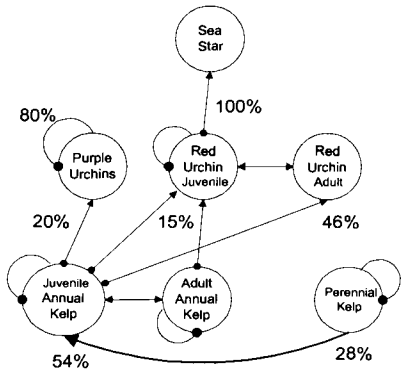 Sea
Star
100%
80%
Purple
Urchins
Red
Urchin
Juvenile
Red
Urchin
Adult
20%
15%
46%
Juvenile
Annual
Kelp
Adult
Annual
Kelp
Perennial
Kelp
54%
28%